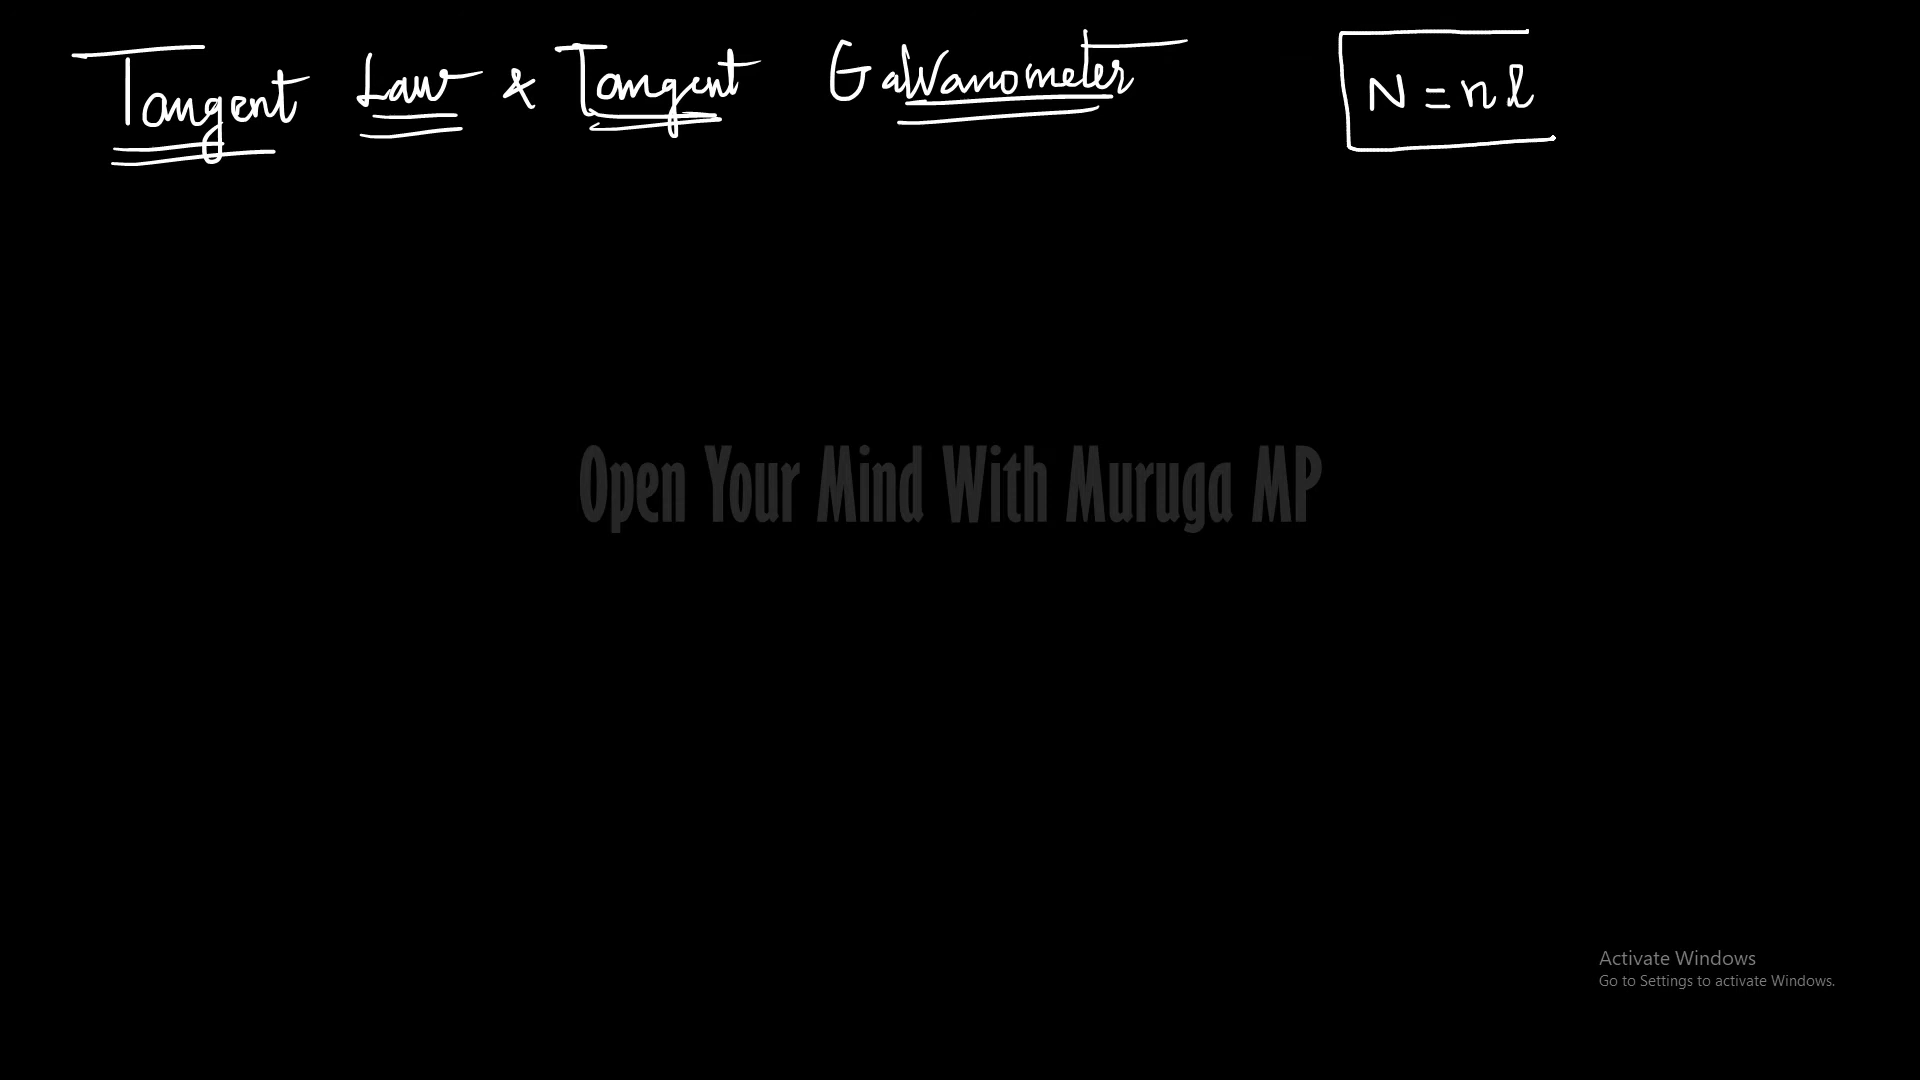 Tangent Law & Tangent Galvanometer
N = nl
Open Your Mind With Muruga MP
Activate Windows
Go to Settings to activate Windows.